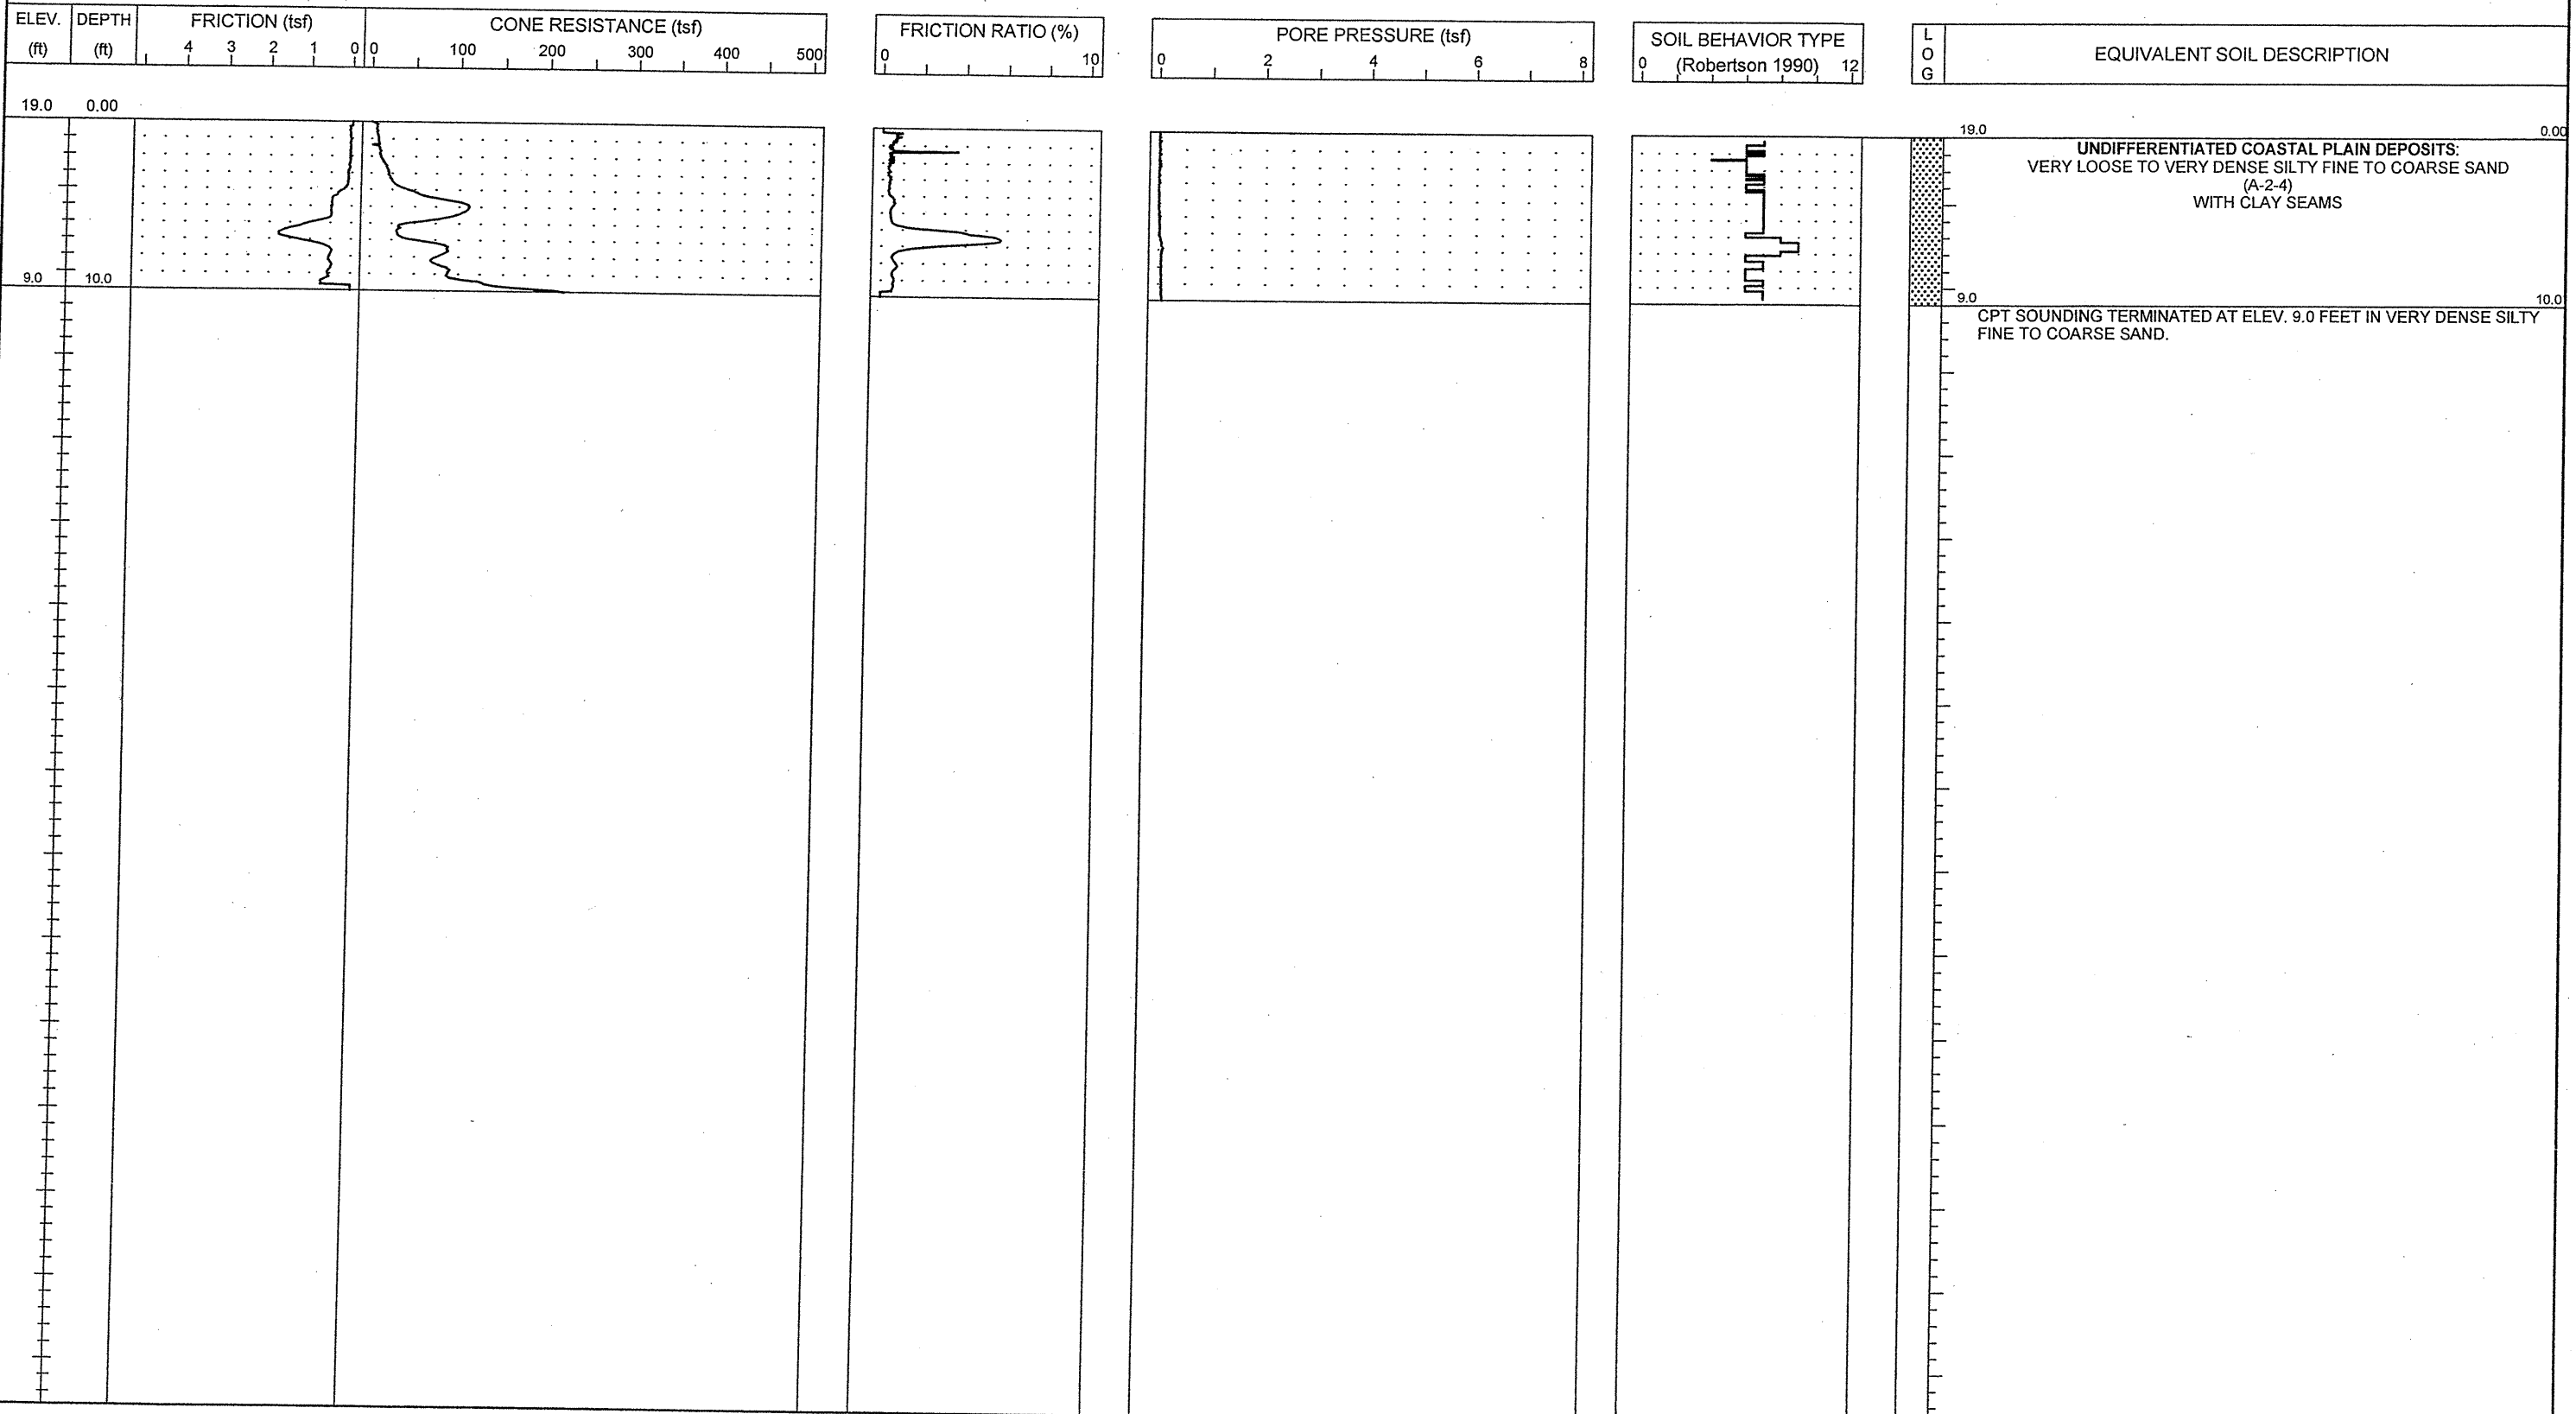 ELEV. DEPTH FRICTION (tsf) CONE RESISTANCE (tsf) FRICTION RATIO (%) PORE PRESSURE (tsf) SOIL BEHAVIOR TYPE L
(ft) (ft) 4 3 2 1 0 0 100 200 300 400 500 0 10 0 2 4 6 8 0 (Robertson 1990) 12 O EQUIVALENT SOIL DESCRIPTION
G
19.0 0.00
19.0 0.00
UNDIFFERENTIATED COASTAL PLAIN DEPOSITS:
VERY LOOSE TO VERY DENSE SILTY FINE TO COARSE SAND
(A-2-4)
WITH CLAY SEAMS
9.0 10.0
9.0 10.0
CPT SOUNDING TERMINATED AT ELEV. 9.0 FEET IN VERY DENSE SILTY
FINE TO COARSE SAND.